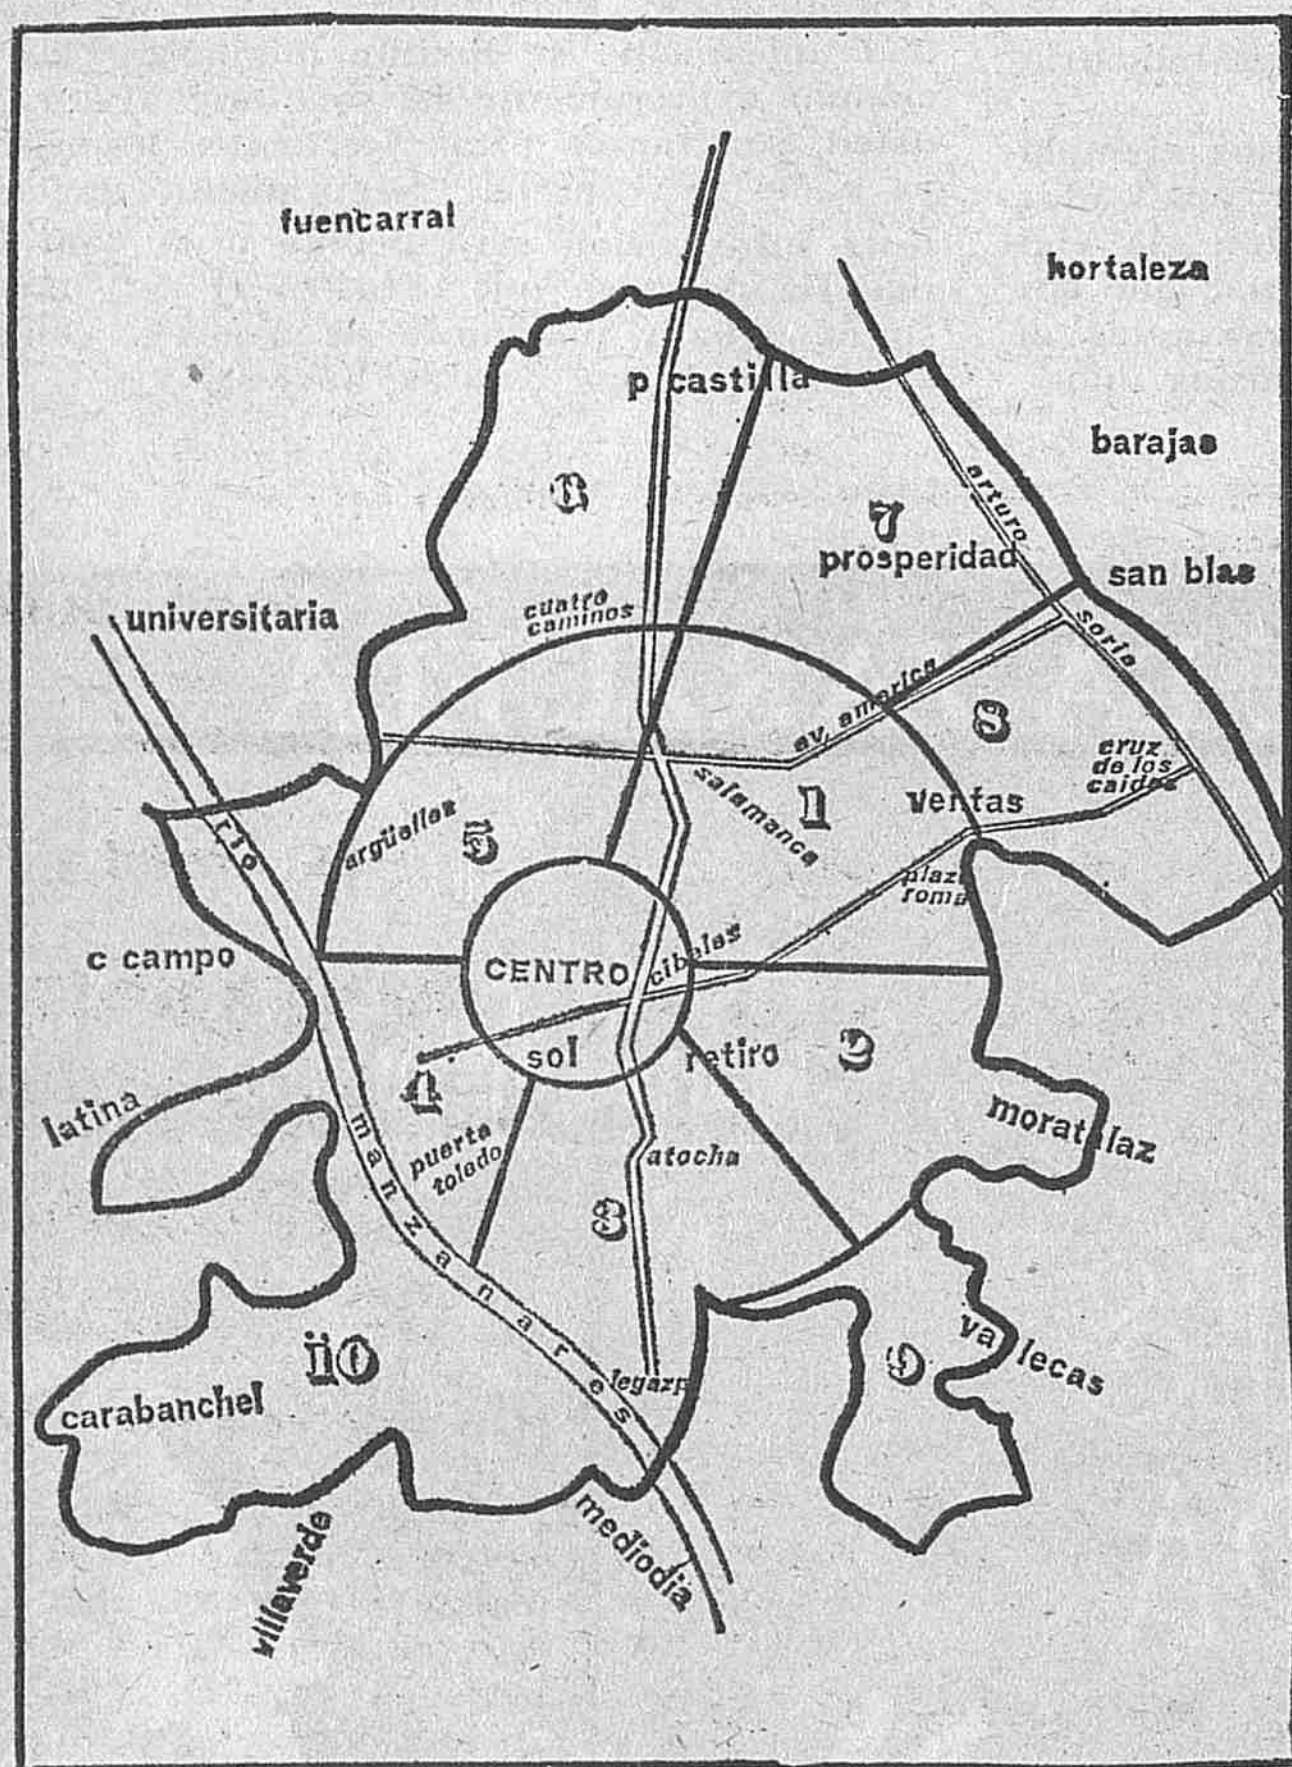 fuencarral
hortaleza
p castilla
barajas
6
arturo
7
prosperidad
san blas
universitaria
cuatro
caminos
soria
av. america
8
cruz
de los
caidos
salamanca
1
ventas
rio
argüelles
5
plaza
roma
c campo
CENTRO
cibeles
sol
retiro
2
4
latina
manzanares
puerta
toledo
atocha
moratalaz
3
10
vallecas
9
carabanchel
legazpi
mediodia
villaverde